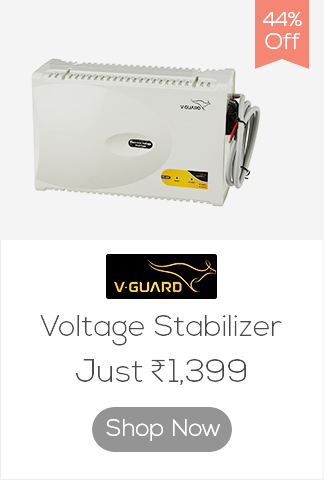 44%
Off
V-GUARD
V-GUARD
Voltage Stabilizer
Just ₹1,399
Shop Now